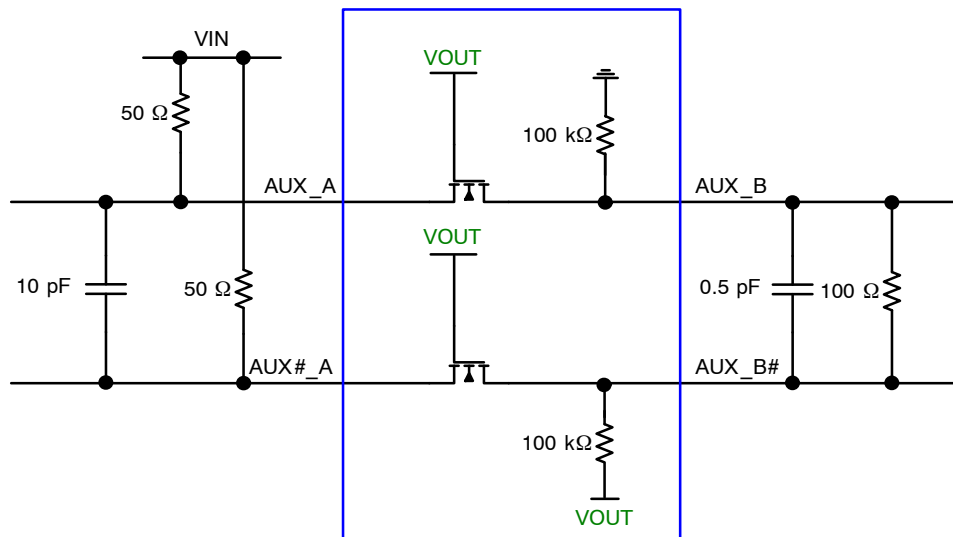 VIN
VOUT
50 Ω
100 kΩ
AUX_A
AUX_B
VOUT
10 pF
50 Ω
0.5 pF
100 Ω
AUX#_A
AUX_B#
100 kΩ
VOUT